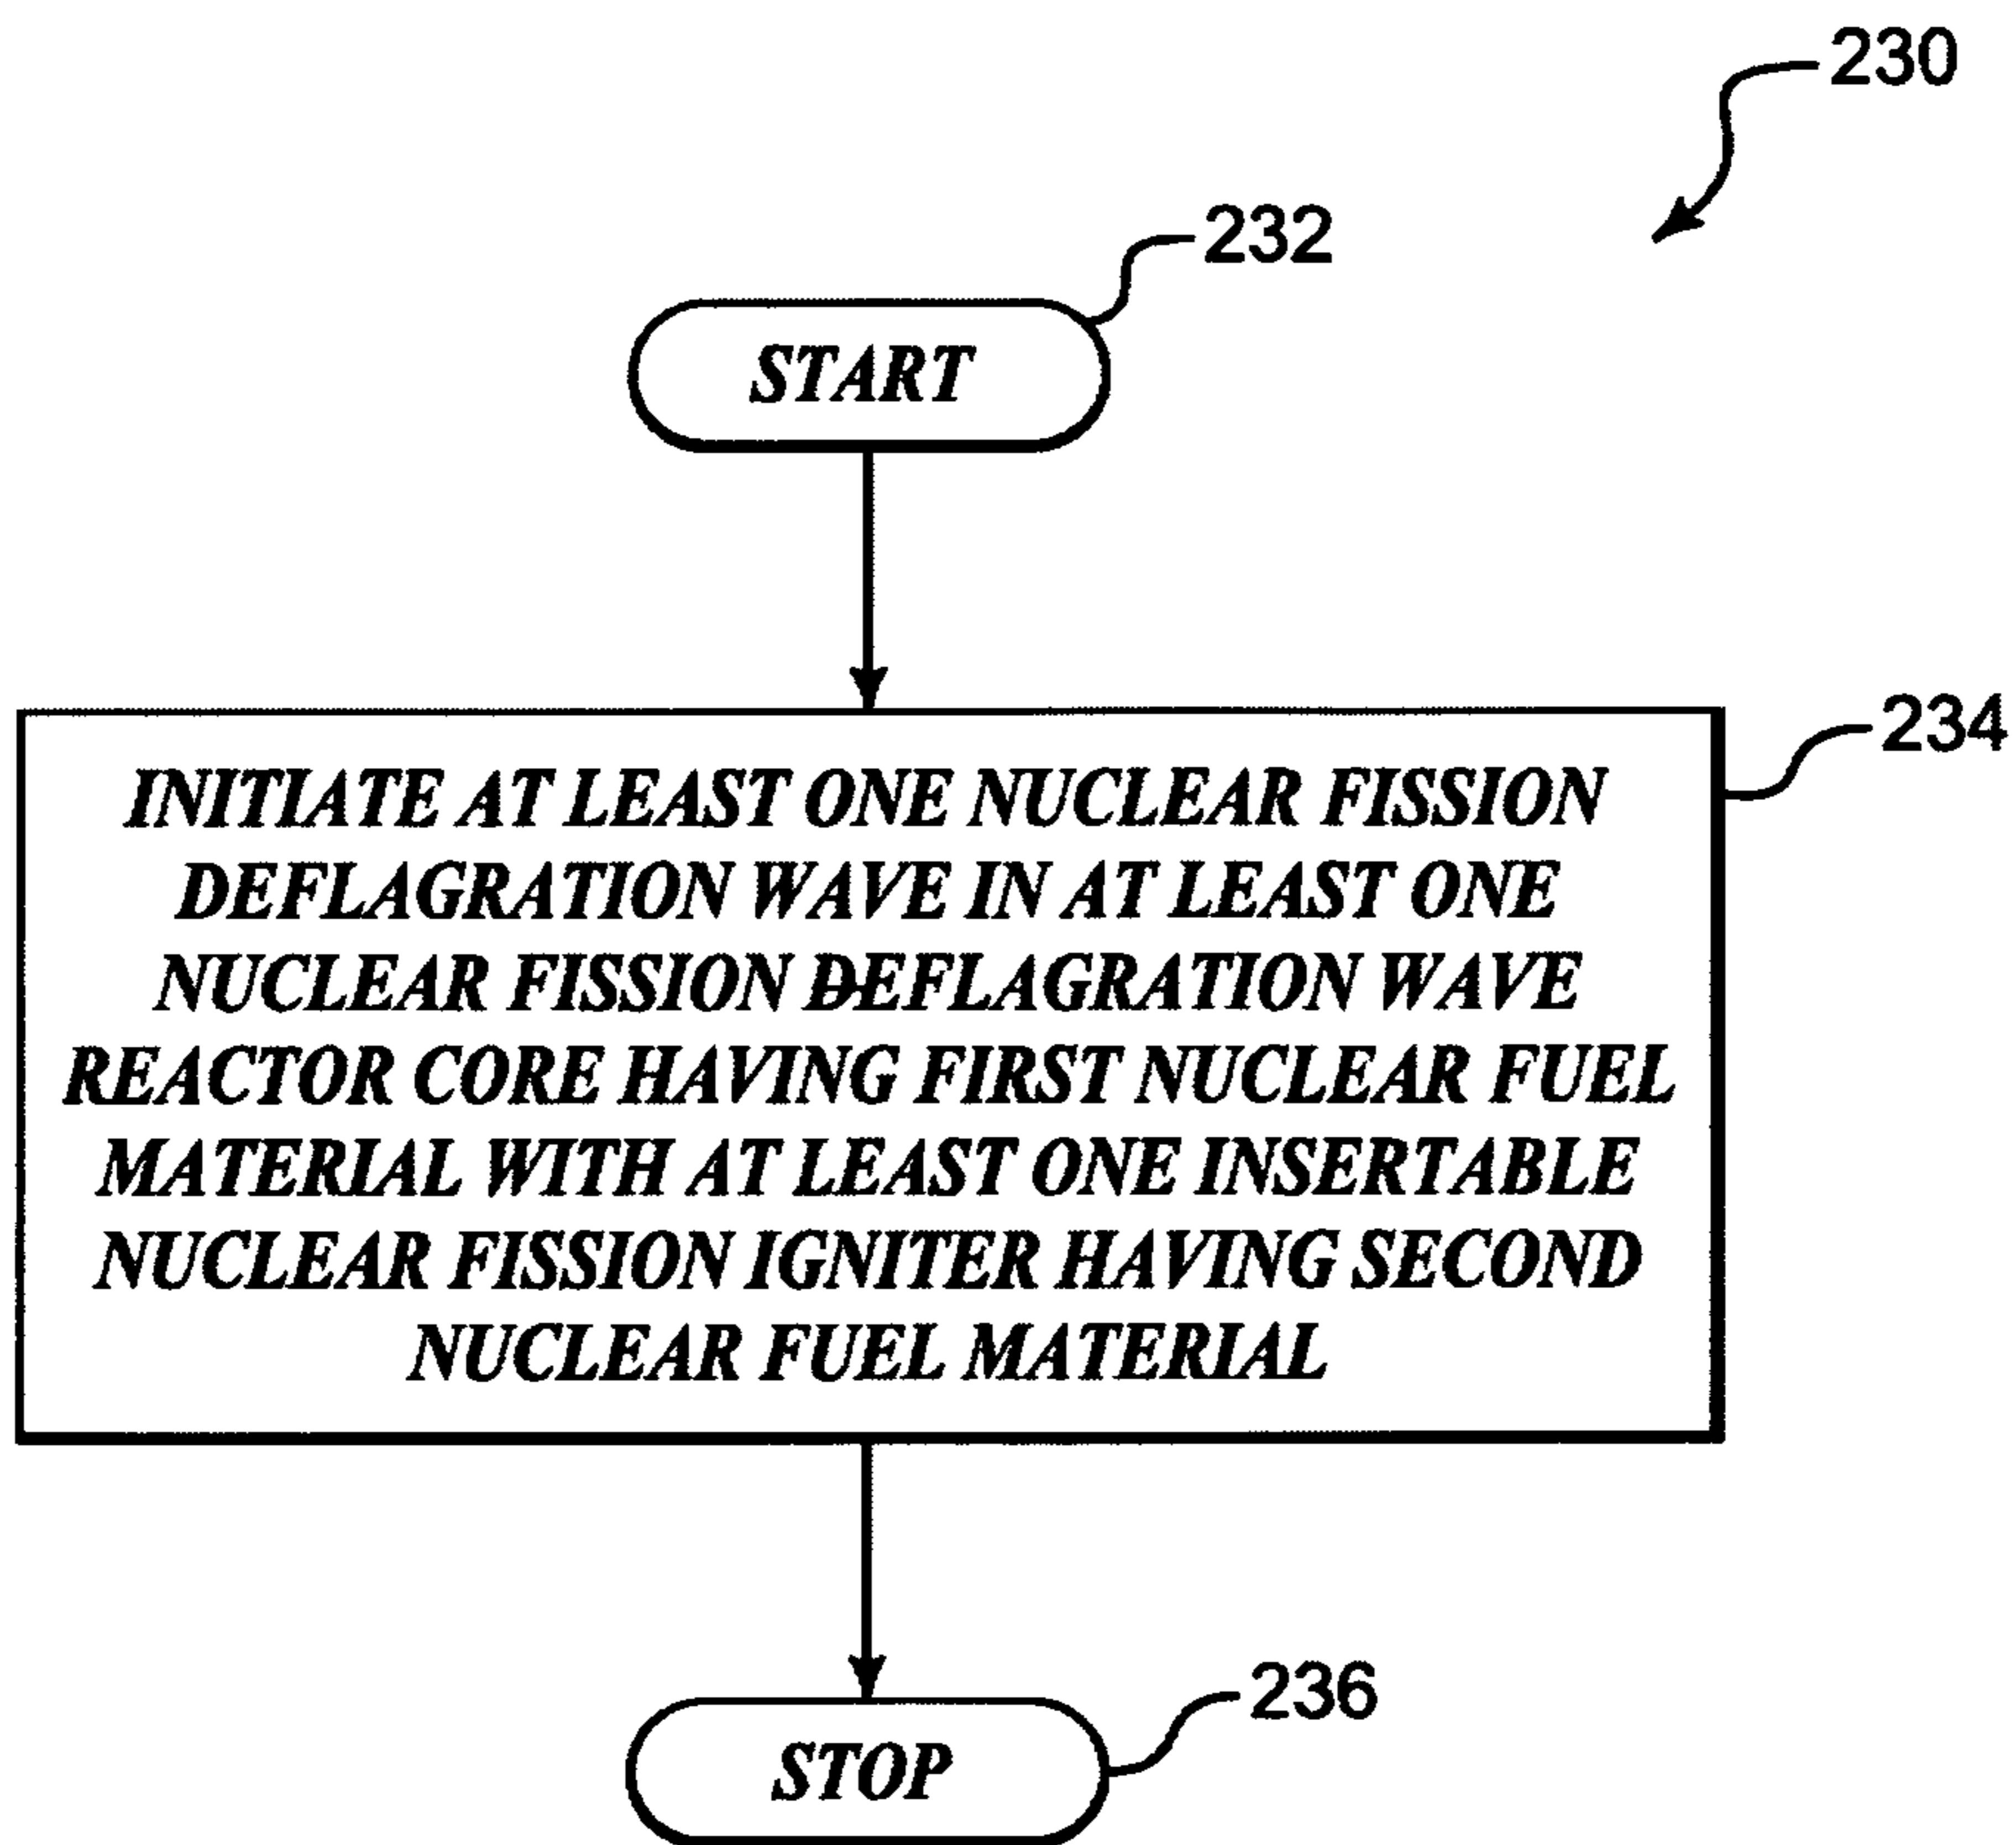 230
232
START
234
INITIATE AT LEAST ONE NUCLEAR FISSION
DEFLAGRATION WAVE IN AT LEAST ONE
NUCLEAR FISSION DEFLAGRATION WAVE
REACTOR CORE HAVING FIRST NUCLEAR FUEL
MATERIAL WITH AT LEAST ONE INSERTABLE
NUCLEAR FISSION IGNITER HAVING SECOND
NUCLEAR FUEL MATERIAL
236
STOP